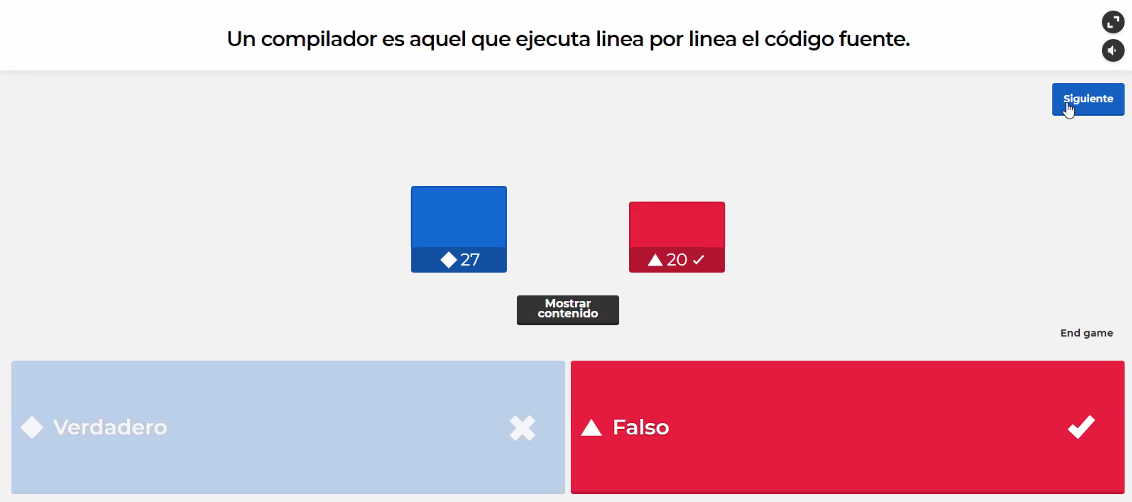 Un compilador es aquel que ejecuta linea por linea el código fuente.
Siguiente
27
20
Mostrar
contenido
End game
Verdadero
Falso